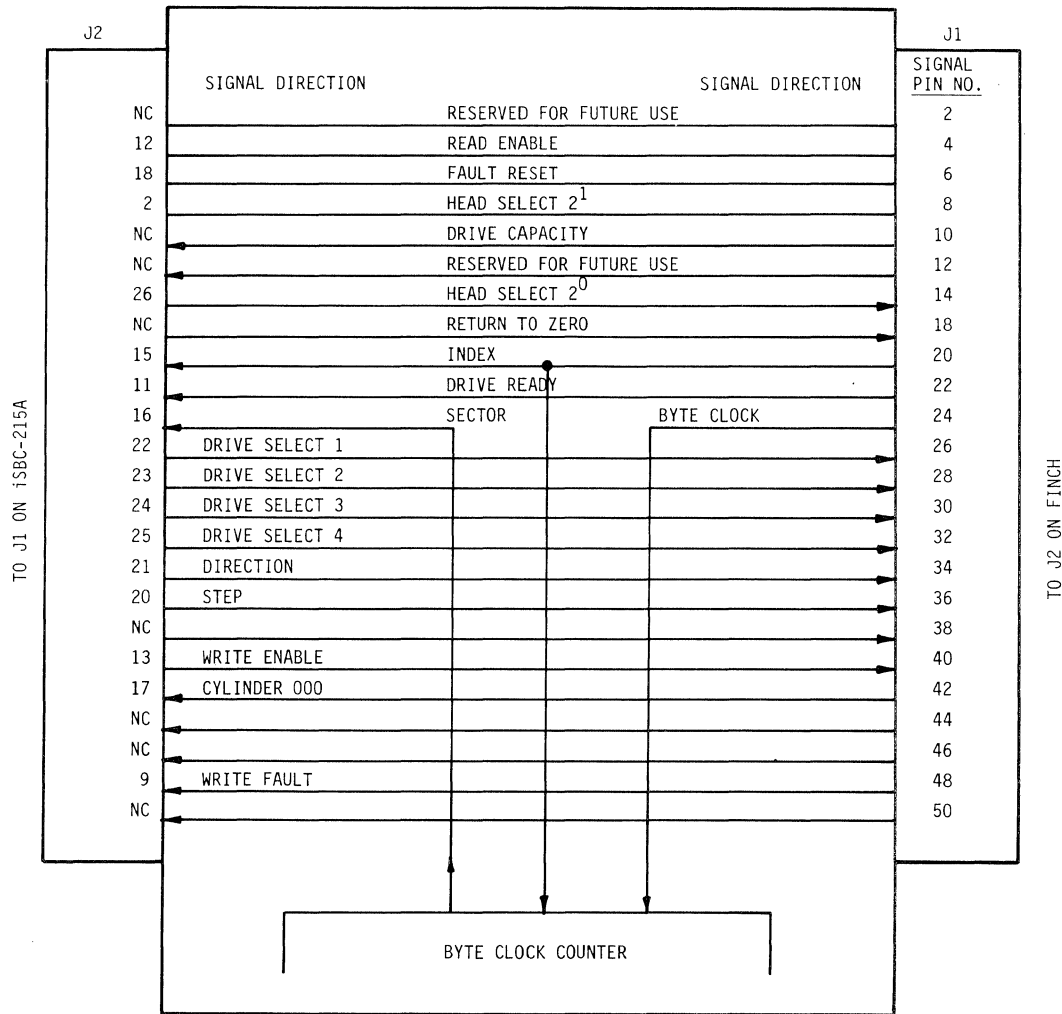 J2 J1
SIGNAL
SIGNAL DIRECTION SIGNAL DIRECTION PIN NO.
NC RESERVED FOR FUTURE USE 2
12 READ ENABLE 4
18 FAULT RESET 6
2 HEAD SELECT 2^1 8
NC DRIVE CAPACITY 10
NC RESERVED FOR FUTURE USE 12
26 HEAD SELECT 2^0 14
NC RETURN TO ZERO 18
15 INDEX 20
11 DRIVE READY 22
16 SECTOR BYTE CLOCK 24
22 DRIVE SELECT 1 26
23 DRIVE SELECT 2 28
24 DRIVE SELECT 3 30
25 DRIVE SELECT 4 32
21 DIRECTION 34
20 STEP 36
NC 38
13 WRITE ENABLE 40
17 CYLINDER 000 42
NC 44
NC 46
9 WRITE FAULT 48
NC 50
TO J1 ON iSBC-215A
TO J2 ON FINCH
BYTE CLOCK COUNTER